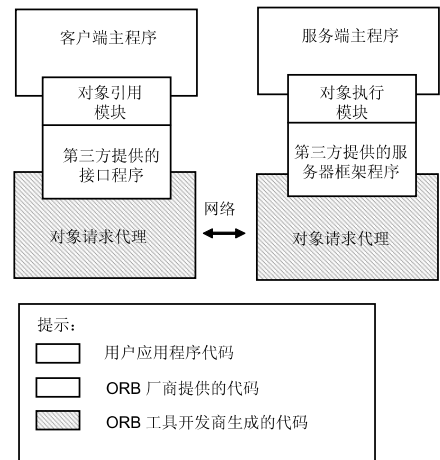 客户端主程序
对象引用
模块
第三方提供的
接口程序
对象请求代理
网络
服务端主程序
对象执行
模块
第三方提供的服
务器框架程序
对象请求代理
提示：
用户应用程序代码
ORB 厂商提供的代码
ORB 工具开发商生成的代码